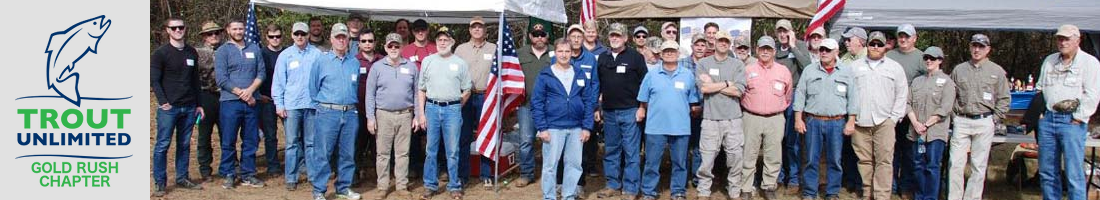 TROUT
UNLIMITED
GOLD RUSH
CHAPTER